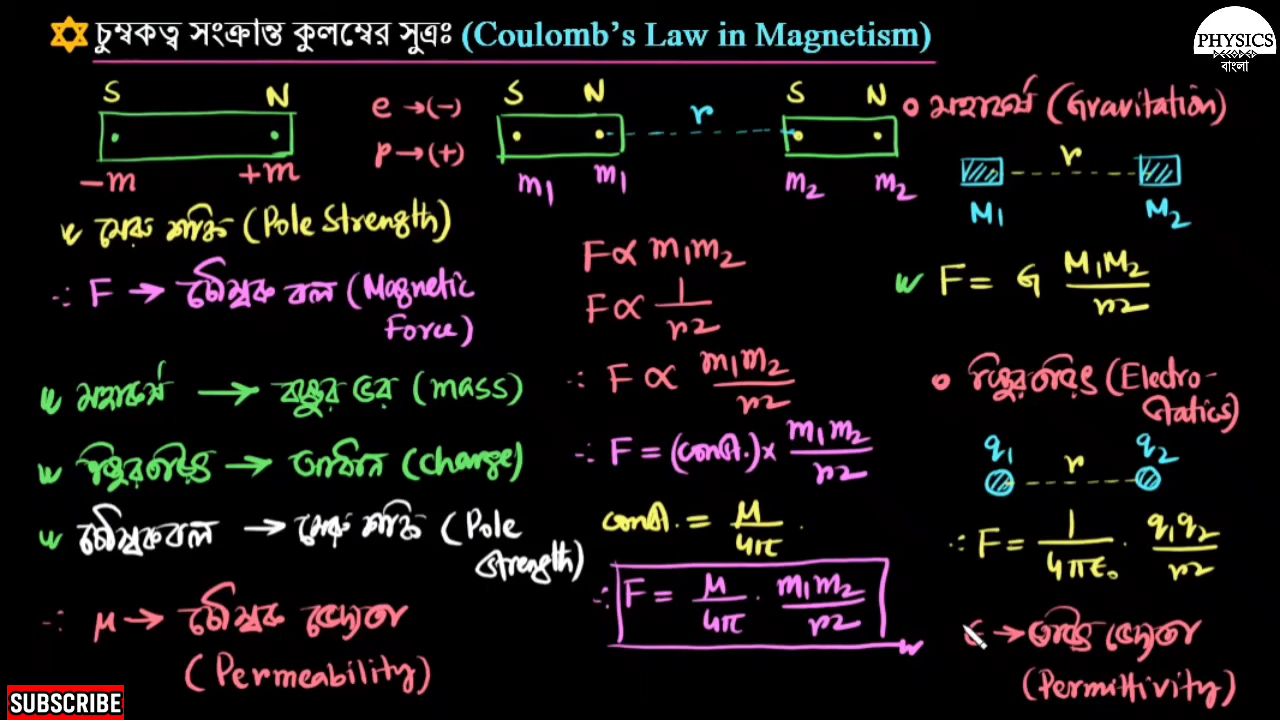 চুম্বকত্ব সংক্রান্ত কুলম্বের সুত্রঃ (Coulomb's Law in Magnetism)
PHYSICS
বাংলা
S N
-m +m
e → (-)
P → (+)
S N r S N
m₁ m₁ m₂ m₂
মেরু শক্তি (Pole Strength)
∴ F → চৌম্বক বল (Magnetic
Force)
মহাকর্ষ → বস্তুর ভর (mass)
স্থিরতড়িৎ → আধান (charge)
চৌম্বকবল → মেরু শক্তি (Pole
strength)
∴ μ → চৌম্বক ভেদ্যতা
(Permeability)
F ∝ m₁m₂
F ∝ 1/r2
∴ F ∝ m₁m₂/r2
∴ F = (const.) × m₁m₂/r2
const. = μ/4π .
∴ F = μ/4π . m₁m₂/r2
মহাকর্ষ (Gravitation)
r
M₁ M₂
F = G M₁M₂/r2
স্থিরতড়িৎ (Electro-
statics)
q₁ r q₂
∴ F = 1/4πε₀ . q₁q₂/r2
ε → তড়িৎ ভেদ্যতা
(Permittivity)
SUBSCRIBE